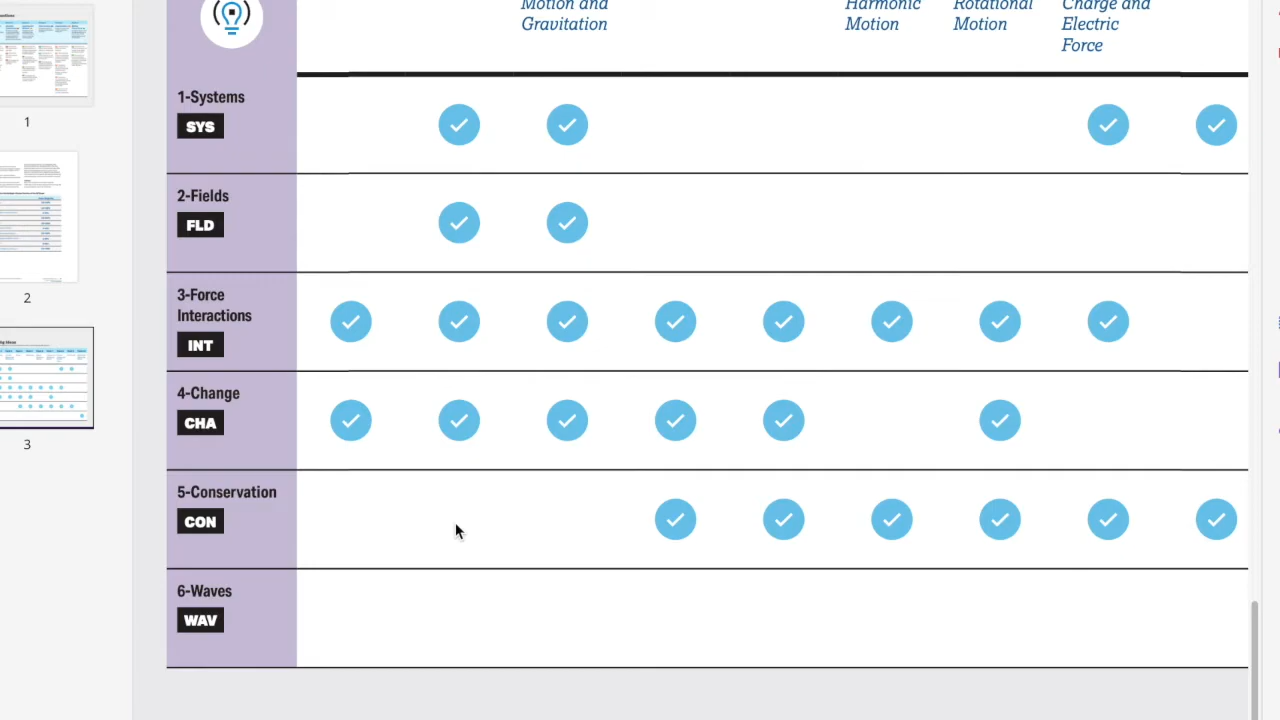 Motion and
Gravitation
Harmonic
Motion
Rotational
Motion
Charge and
Electric
Force
1-Systems
SYS
2-Fields
FLD
3-Force
Interactions
INT
4-Change
CHA
5-Conservation
CON
6-Waves
WAV
1
2
3